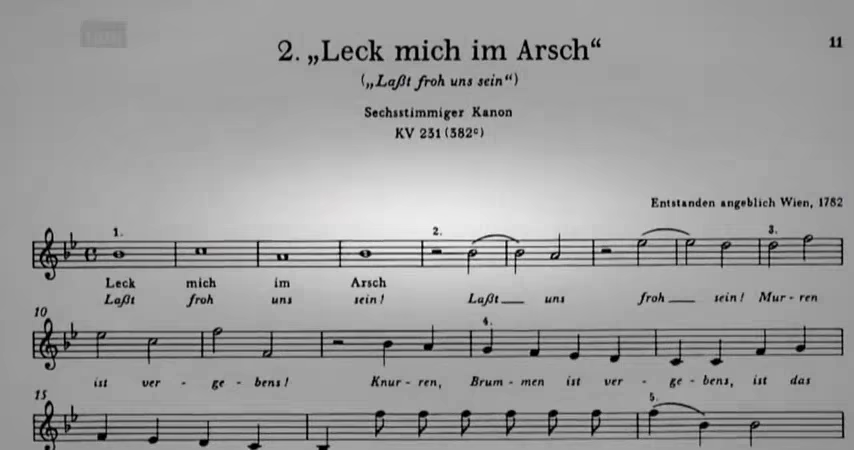 2. „Leck mich im Arsch“
11
(„Laßt froh uns sein“)
Sechsstimmiger Kanon
KV 231 (382ᶜ)
Entstanden angeblich Wien, 1782
1. 2. 3.
Leck mich im Arsch
Laßt froh uns sein! Laßt uns froh sein! Mur - ren
10
4.
ist ver - ge - bens! Knur - ren, Brum - men ist ver - ge - bens, ist das
15
5.